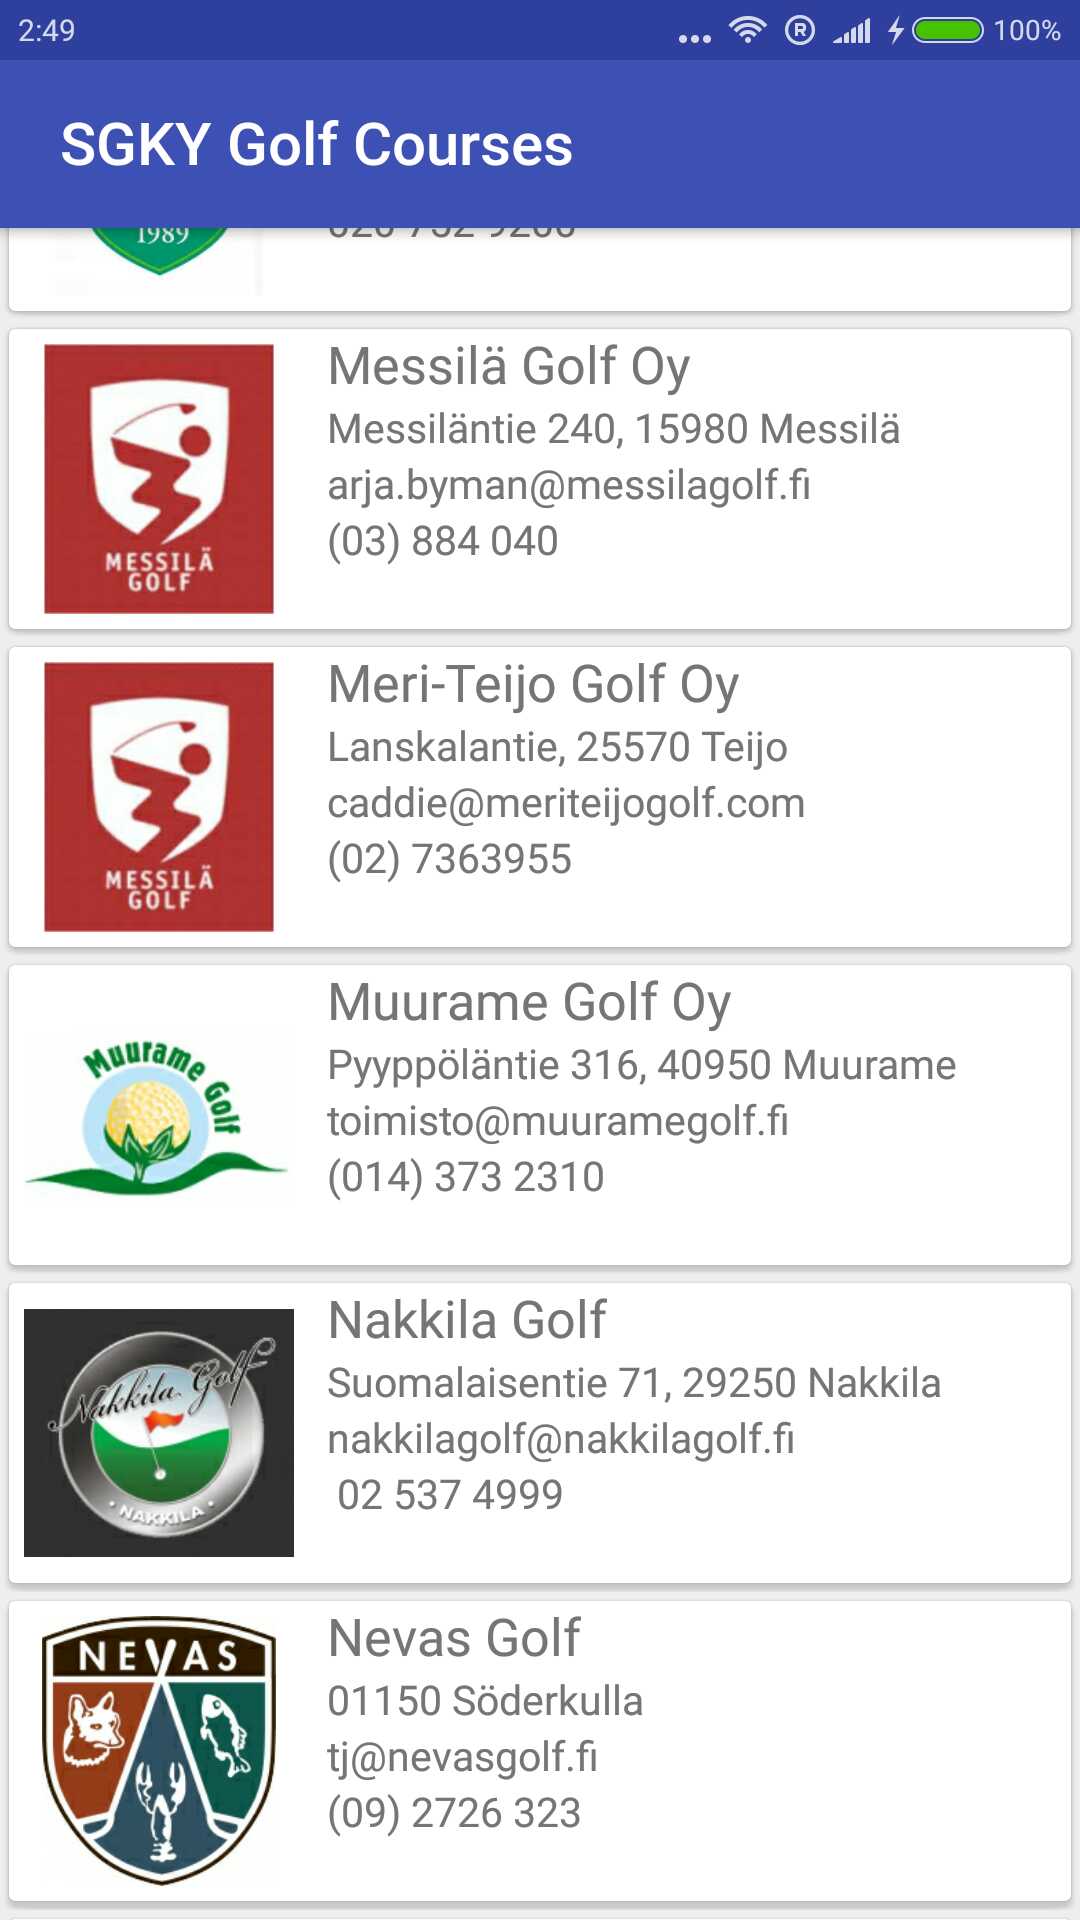 2:49
100%
SGKY Golf Courses
1989
MESSILÄ
GOLF
Messilä Golf Oy
Messiläntie 240, 15980 Messilä
arja.byman@messilagolf.fi
(03) 884 040
MESSILÄ
GOLF
Meri-Teijo Golf Oy
Lanskalantie, 25570 Teijo
caddie@meriteijogolf.com
(02) 7363955
Muurame Golf
Muurame Golf Oy
Pyyppöläntie 316, 40950 Muurame
toimisto@muuramegolf.fi
(014) 373 2310
Nakkila Golf
NAKKILA
Nakkila Golf
Suomalaisentie 71, 29250 Nakkila
nakkilagolf@nakkilagolf.fi
02 537 4999
NEVAS
Nevas Golf
01150 Söderkulla
tj@nevasgolf.fi
(09) 2726 323